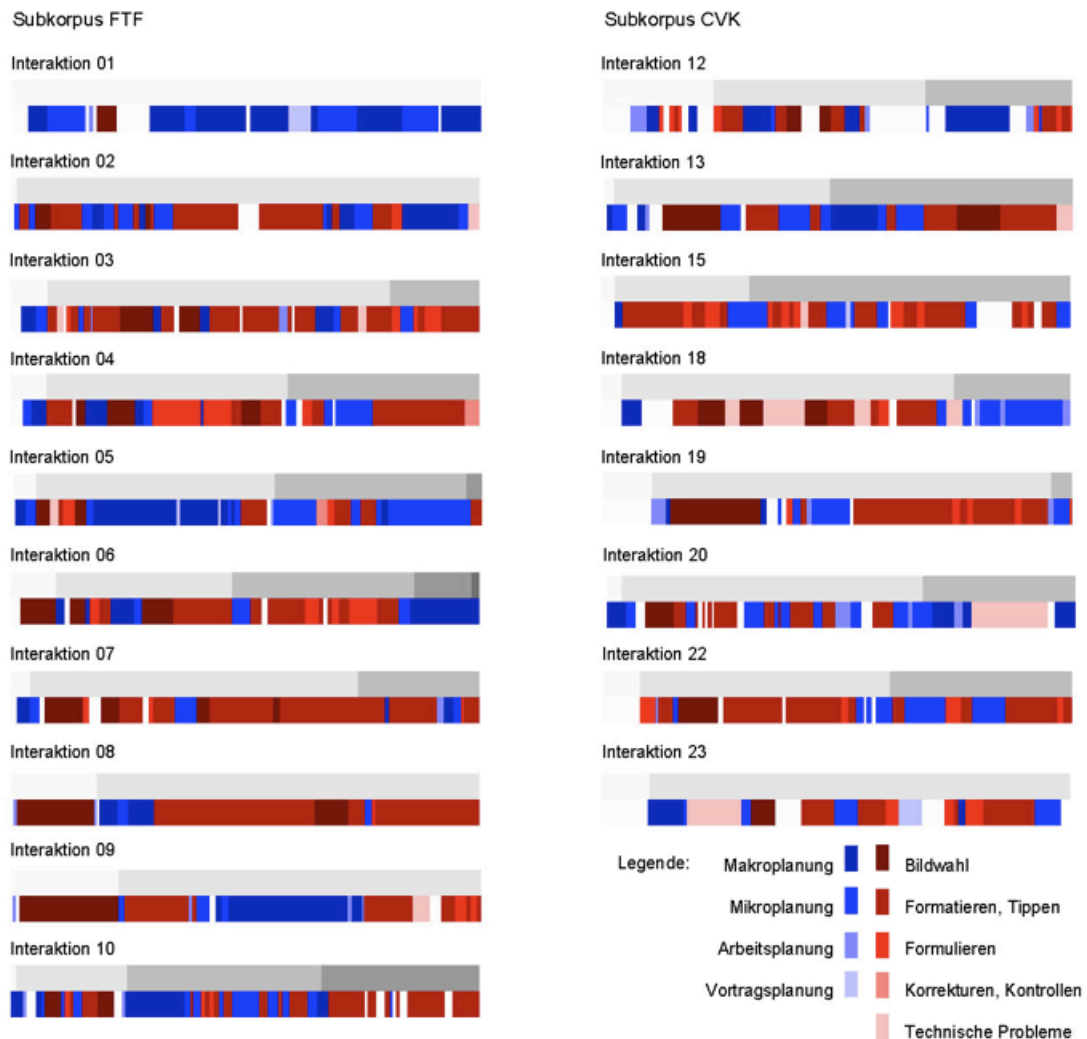 Subkorpus FTF
Interaktion 01
Interaktion 02
Interaktion 03
Interaktion 04
Interaktion 05
Interaktion 06
Interaktion 07
Interaktion 08
Interaktion 09
Interaktion 10
Subkorpus CVK
Interaktion 12
Interaktion 13
Interaktion 15
Interaktion 18
Interaktion 19
Interaktion 20
Interaktion 22
Interaktion 23
Legende:
Makroplanung
Mikroplanung
Arbeitsplanung
Vortragsplanung
Bildwahl
Formatieren, Tippen
Formulieren
Korrekturen, Kontrollen
Technische Probleme